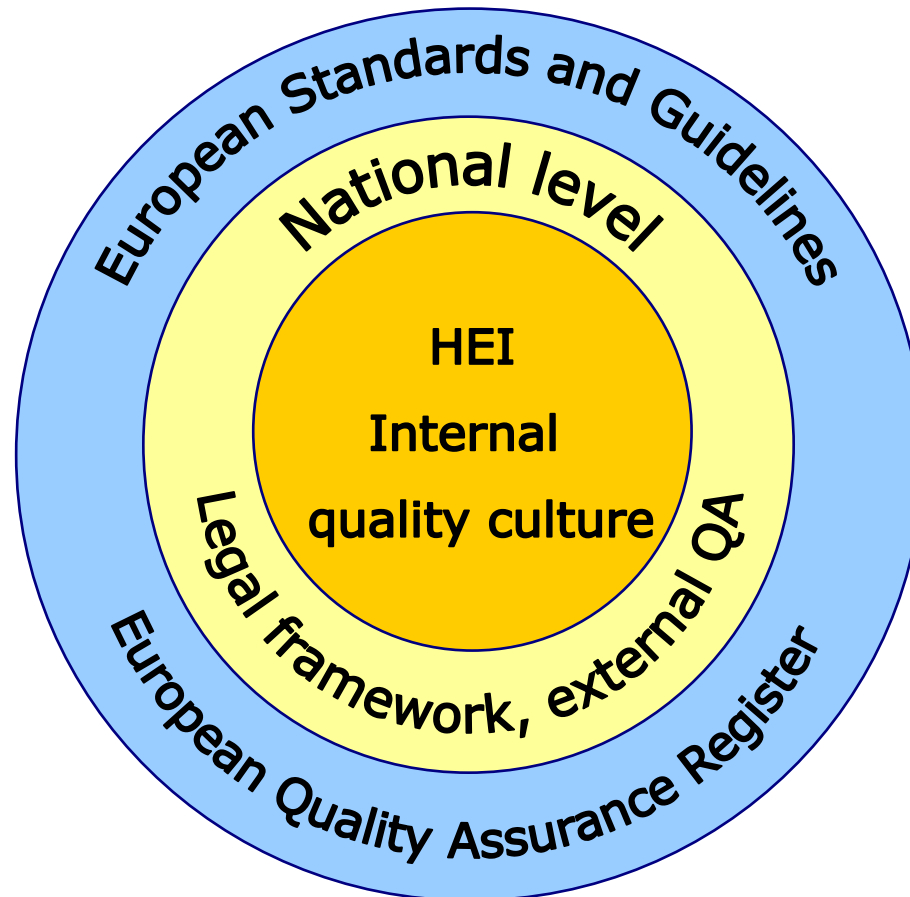 European Standards and Guidelines
National level
HEI
Internal
quality culture
Legal framework, external QA
European Quality Assurance Register